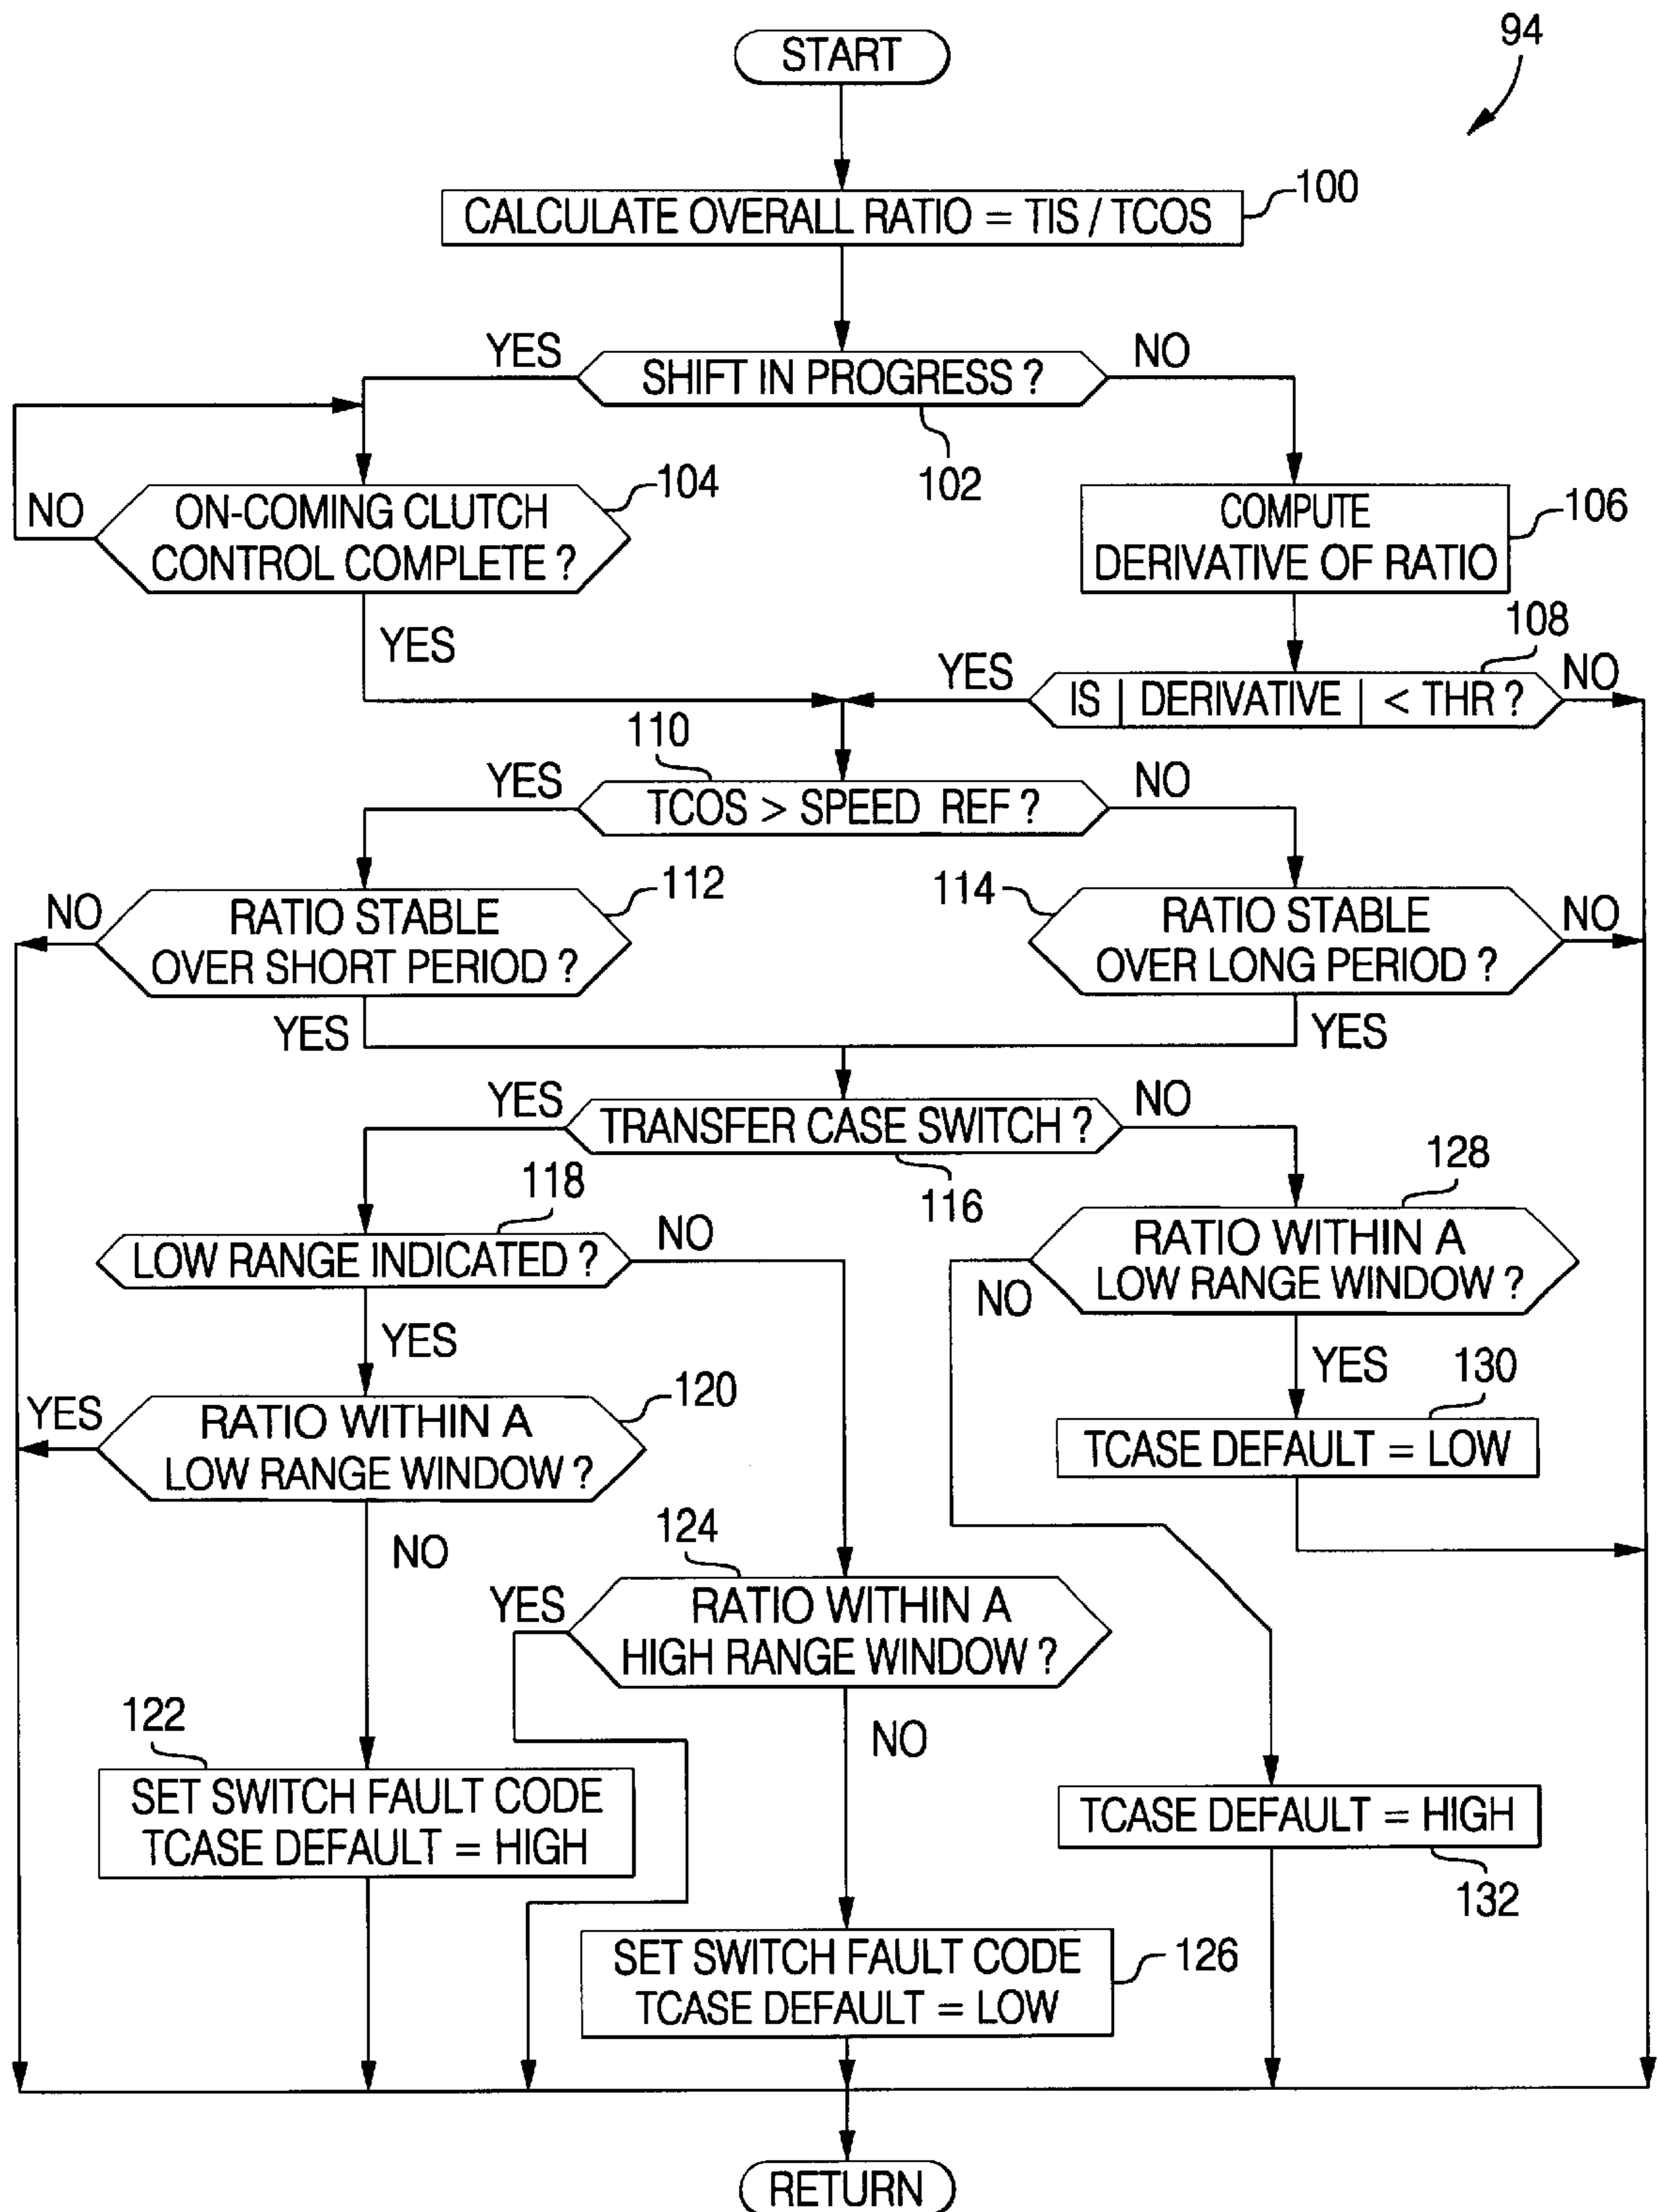 94
START
CALCULATE OVERALL RATIO = TIS / TCOS
100
YES
SHIFT IN PROGRESS ?
NO
102
NO
ON-COMING CLUTCH
CONTROL COMPLETE ?
104
COMPUTE
DERIVATIVE OF RATIO
106
YES
YES
IS | DERIVATIVE | < THR ?
108
NO
110
YES
TCOS > SPEED REF ?
NO
NO
RATIO STABLE
OVER SHORT PERIOD ?
112
114
RATIO STABLE
OVER LONG PERIOD ?
NO
YES
YES
YES
TRANSFER CASE SWITCH ?
NO
116
118
LOW RANGE INDICATED ?
NO
128
RATIO WITHIN A
LOW RANGE WINDOW ?
NO
YES
YES
130
YES
RATIO WITHIN A
LOW RANGE WINDOW ?
120
TCASE DEFAULT = LOW
NO
124
YES
RATIO WITHIN A
HIGH RANGE WINDOW ?
NO
122
SET SWITCH FAULT CODE
TCASE DEFAULT = HIGH
TCASE DEFAULT = HIGH
132
SET SWITCH FAULT CODE
TCASE DEFAULT = LOW
126
RETURN